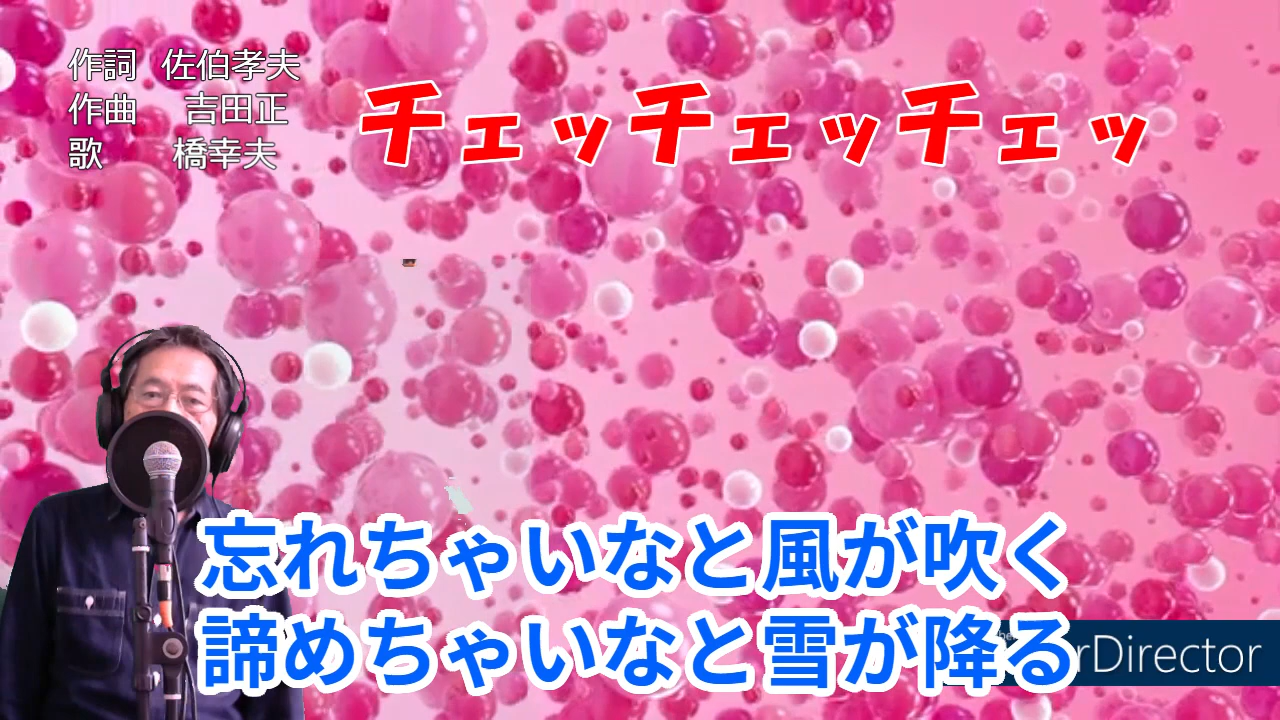 作詞 佐伯孝夫
作曲 吉田正
歌 橋幸夫
チェッチェッチェッ
忘れちゃいなと風が吹く
諦めちゃいなと雪が降る
rDirector